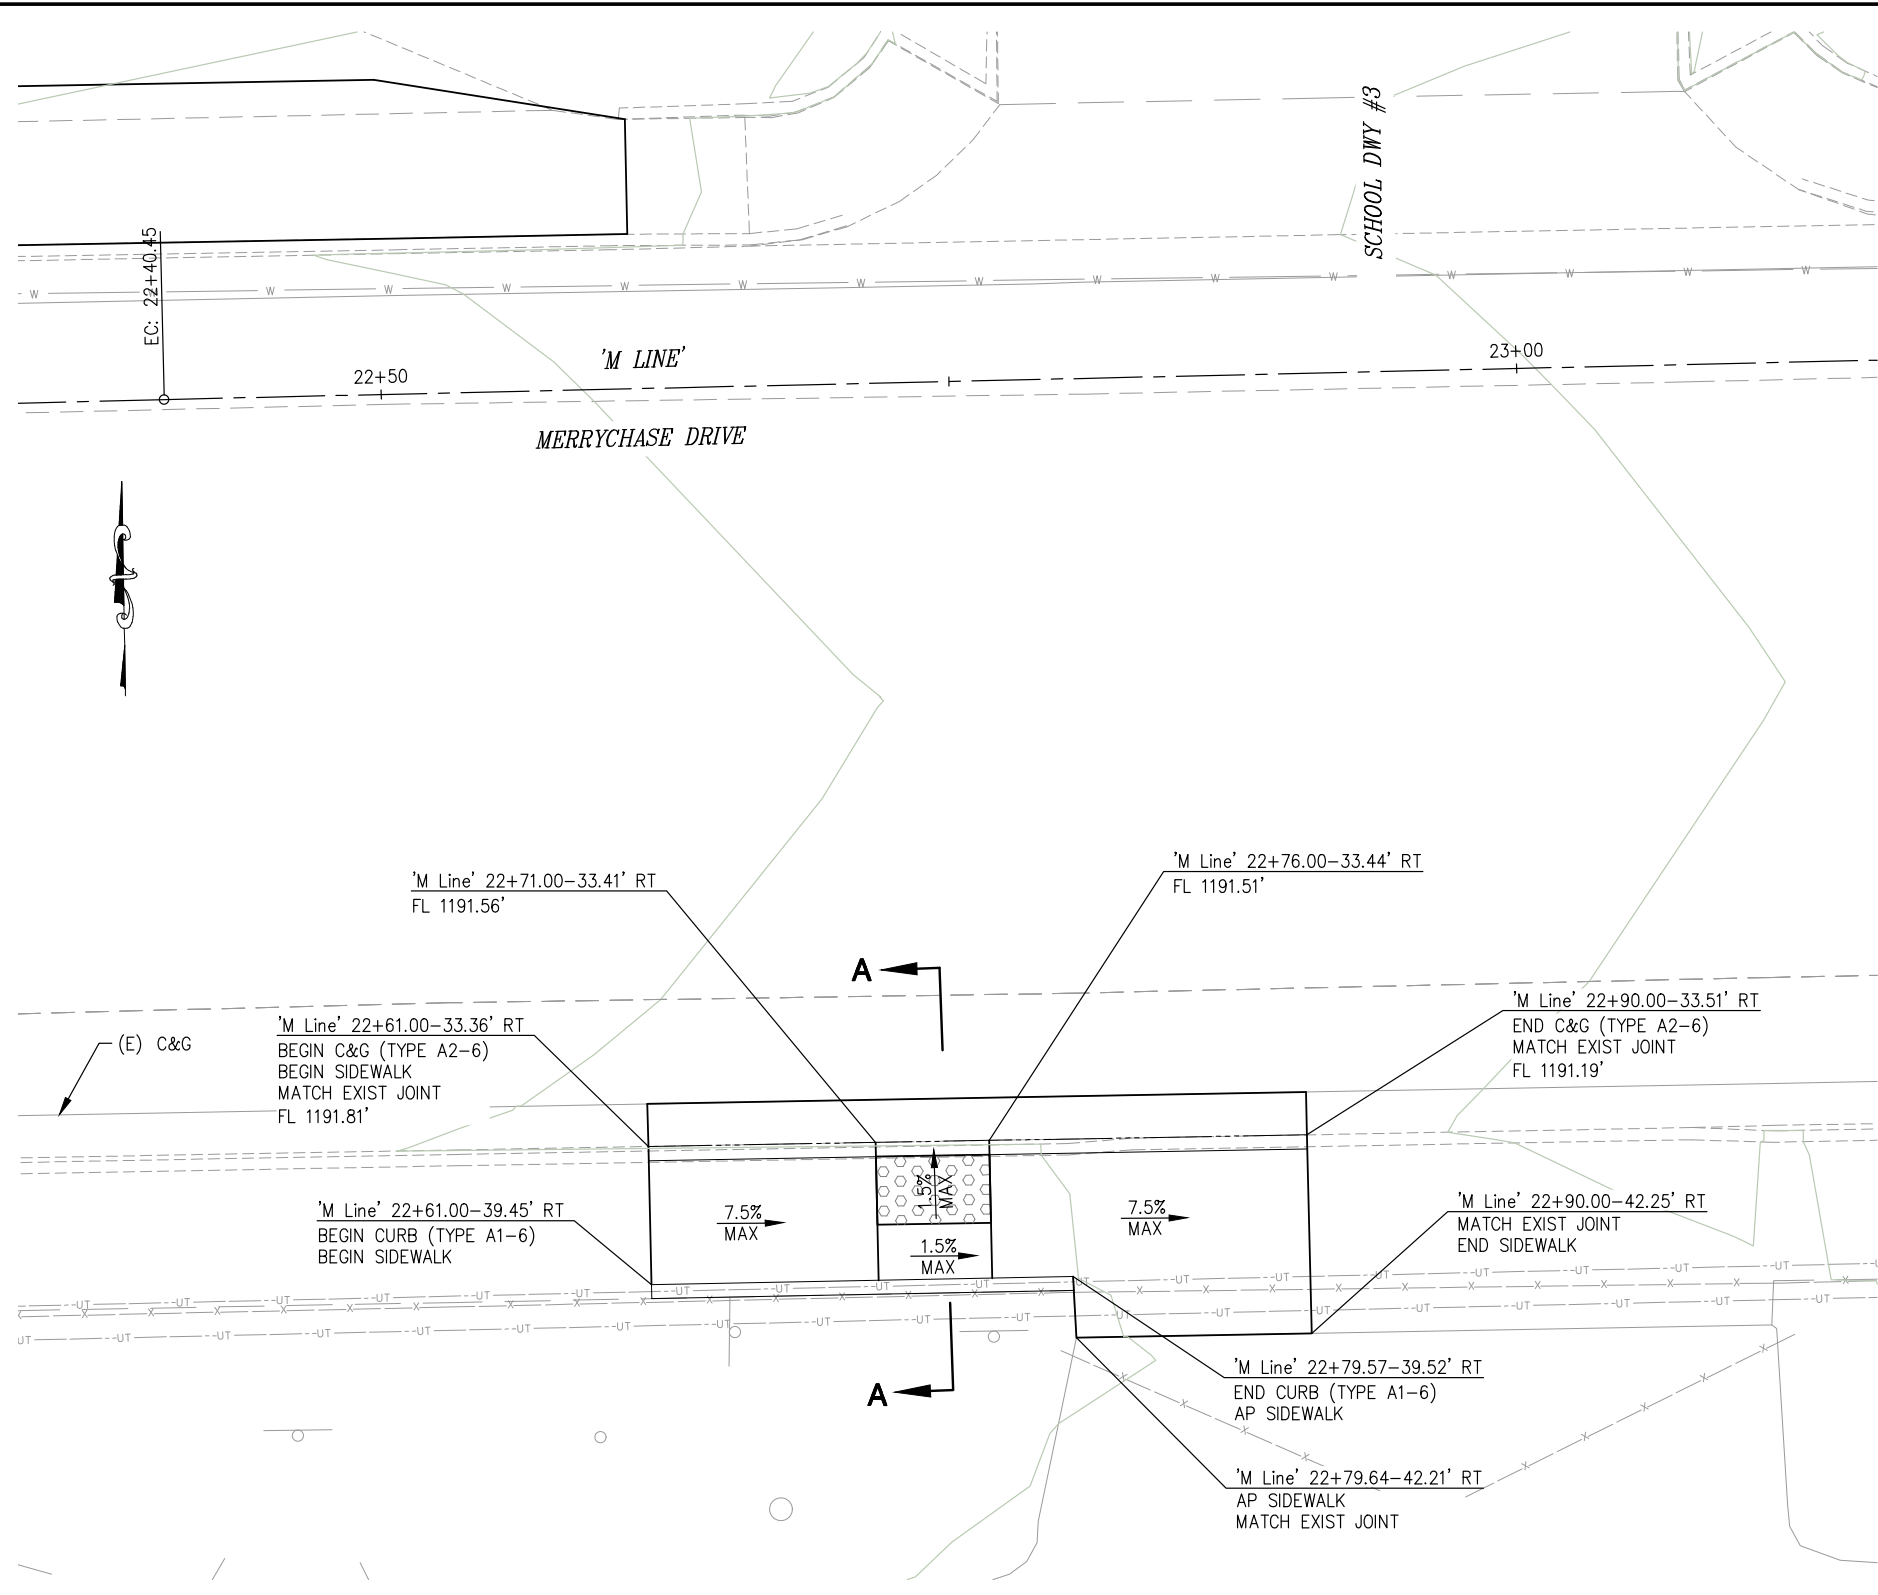 SCHOOL DWY #3
EC: 22+40.45
W W W W W W W W W W W W W W W
'M LINE'
22+50
23+00
MERRYCHASE DRIVE
'M Line' 22+71.00-33.41' RT
FL 1191.56'
'M Line' 22+76.00-33.44' RT
FL 1191.51'
A
(E) C&G
'M Line' 22+61.00-33.36' RT
BEGIN C&G (TYPE A2-6)
BEGIN SIDEWALK
MATCH EXIST JOINT
FL 1191.81'
'M Line' 22+90.00-33.51' RT
END C&G (TYPE A2-6)
MATCH EXIST JOINT
FL 1191.19'
'M Line' 22+61.00-39.45' RT
BEGIN CURB (TYPE A1-6)
BEGIN SIDEWALK
7.5%
MAX
1.5%
MAX
1.5%
MAX
7.5%
MAX
'M Line' 22+90.00-42.25' RT
MATCH EXIST JOINT
END SIDEWALK
A
'M Line' 22+79.57-39.52' RT
END CURB (TYPE A1-6)
AP SIDEWALK
'M Line' 22+79.64-42.21' RT
AP SIDEWALK
MATCH EXIST JOINT